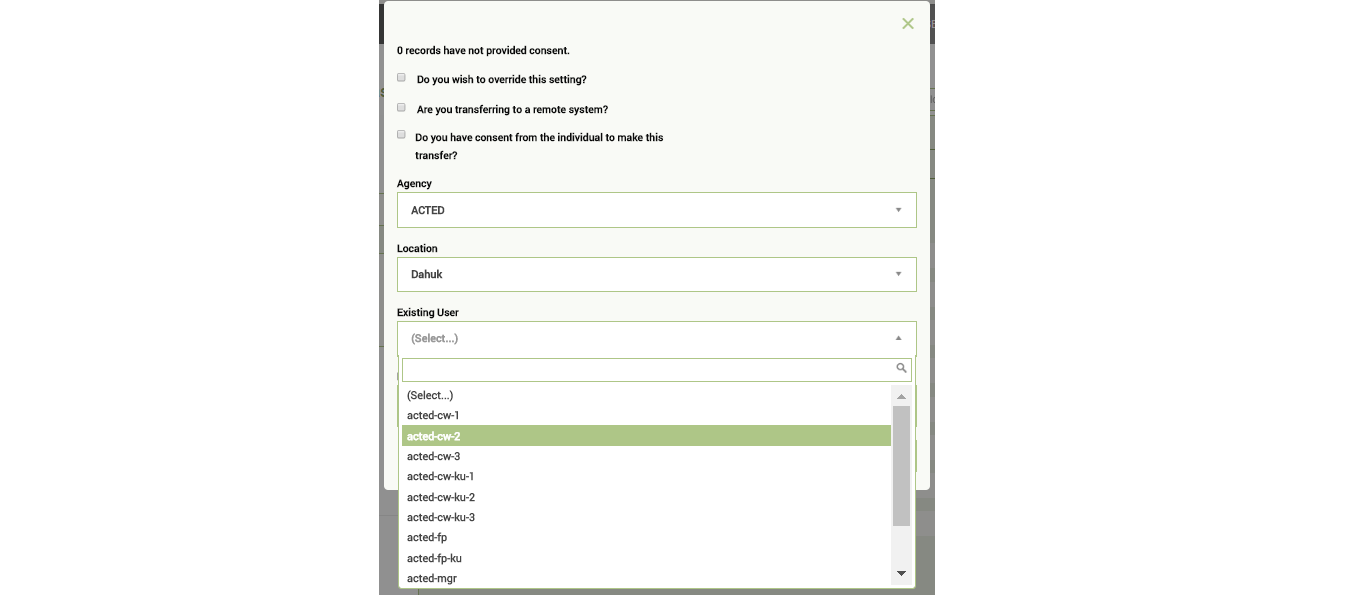 0 records have not provided consent.
Do you wish to override this setting?
Are you transferring to a remote system?
Do you have consent from the individual to make this
transfer?
Agency
ACTED
Location
Dahuk
Existing User
(Select...)
(Select...)
acted-cw-1
acted-cw-2
acted-cw-3
acted-cw-ku-1
acted-cw-ku-2
acted-cw-ku-3
acted-fp
acted-fp-ku
acted-mgr